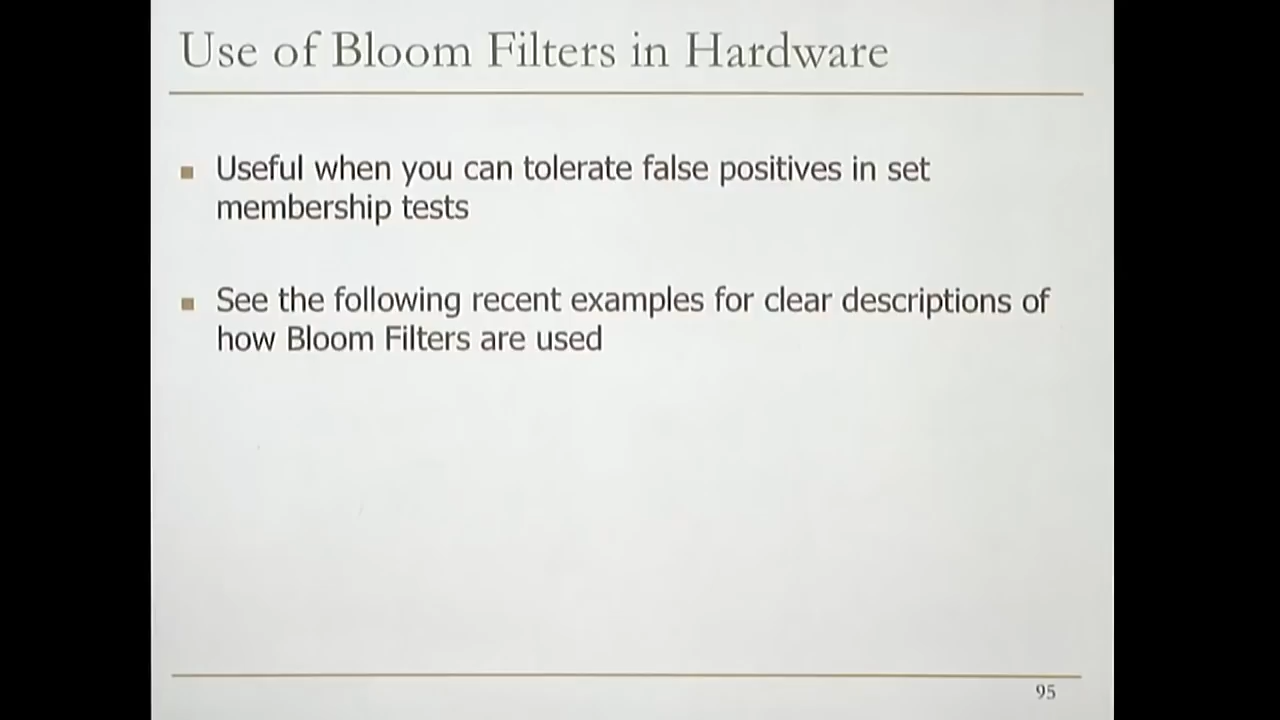 Use of Bloom Filters in Hardware
Useful when you can tolerate false positives in set
membership tests
See the following recent examples for clear descriptions of
how Bloom Filters are used
95